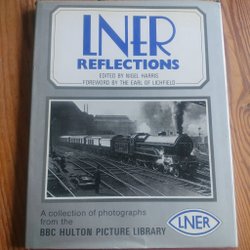 LNER
REFLECTIONS
EDITED BY NIGEL HARRIS
FOREWORD BY THE EARL OF LICHFIELD
A collection of photographs
from the
BBC HULTON PICTURE LIBRARY
LNER